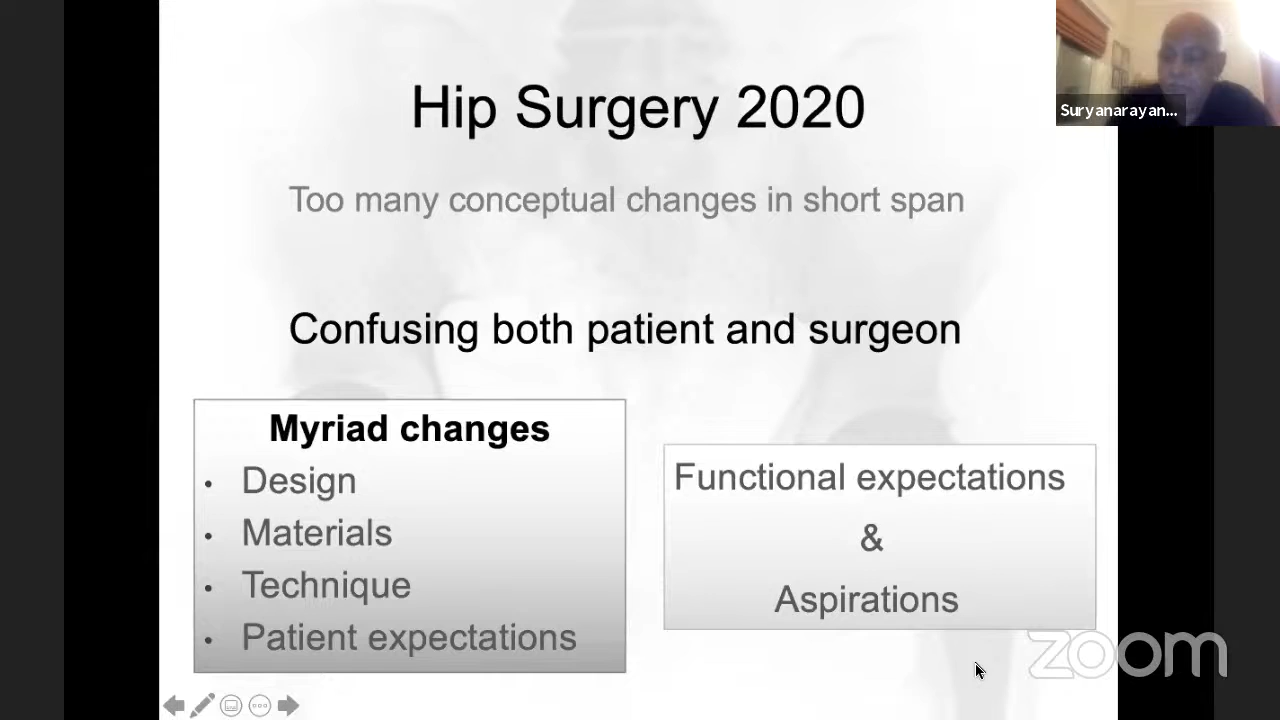 Hip Surgery 2020
Suryanarayan...
Too many conceptual changes in short span
Confusing both patient and surgeon
Myriad changes
• Design
• Materials
• Technique
• Patient expectations
Functional expectations
&
Aspirations
zoom